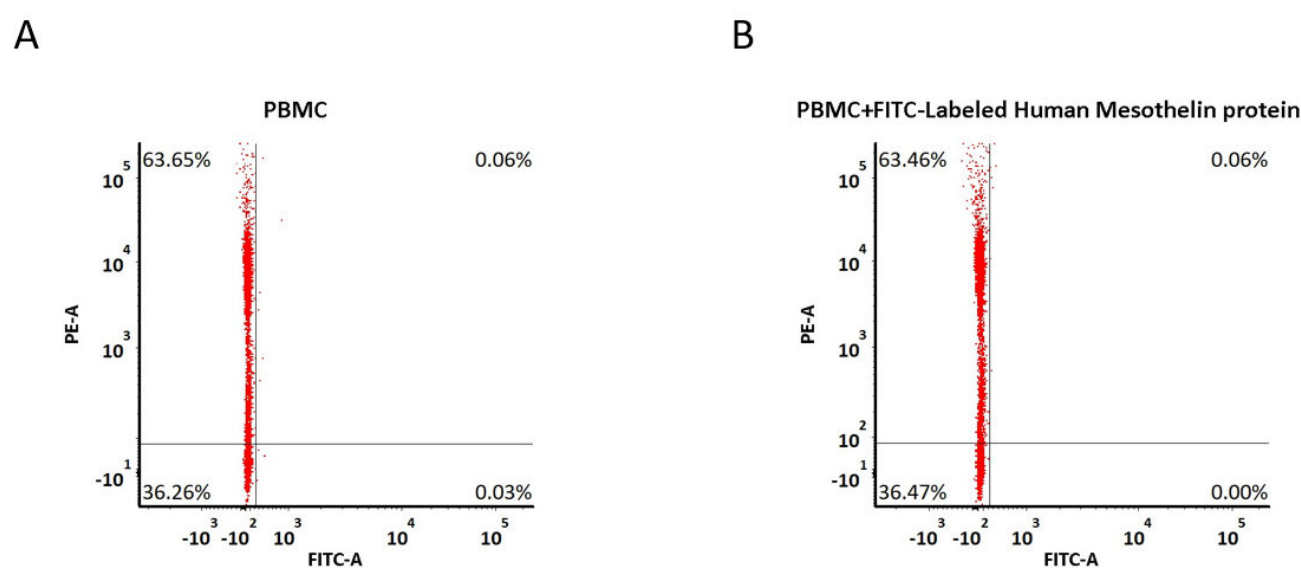 A
PBMC
63.65%
0.06%
10^5
10^4
10^3
-10^1
36.26%
0.03%
-10^3 -10^2 10^3 10^4 10^5
PE-A
FITC-A
B
PBMC+FITC-Labeled Human Mesothelin protein
63.46%
0.06%
10^5
10^4
10^3
10^2
-10^1
36.47%
0.00%
-10^3 -10^2 10^3 10^4 10^5
PE-A
FITC-A